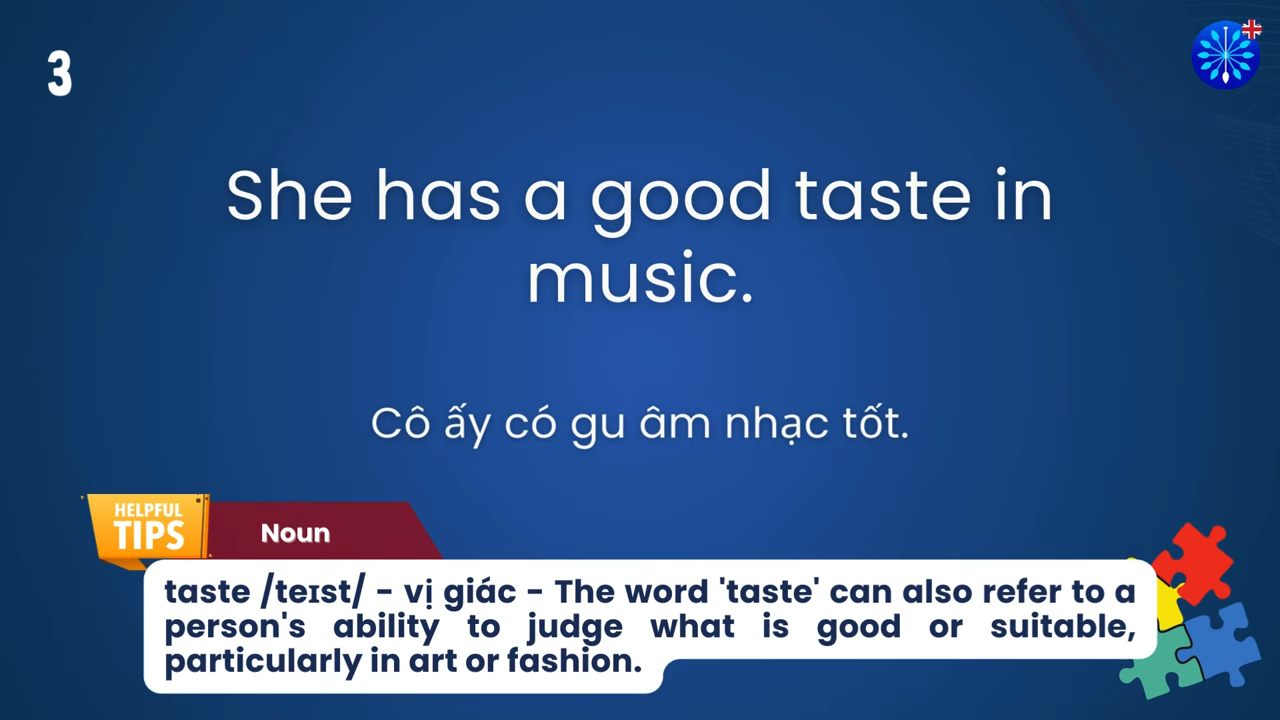 3
She has a good taste in
music.
Cô ấy có gu âm nhạc tốt.
HELPFUL
TIPS
Noun
taste /teɪst/ - vị giác - The word 'taste' can also refer to a
person's ability to judge what is good or suitable,
particularly in art or fashion.